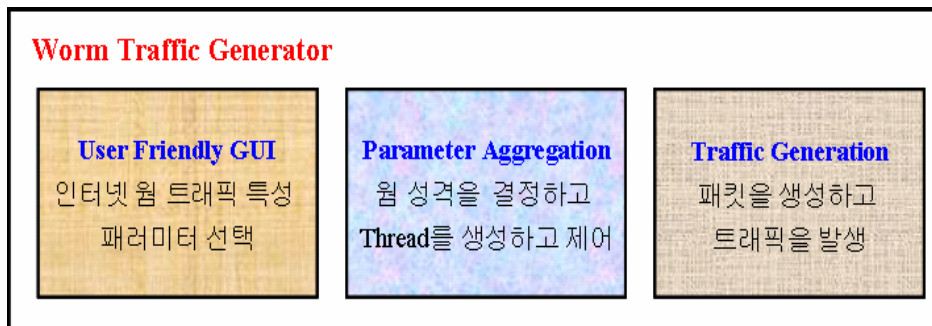 Worm Traffic Generator
User Friendly GUI
인터넷 웜 트래픽 특성
패러미터 선택
Parameter Aggregation
웜 성격을 결정하고
Thread를 생성하고 제어
Traffic Generation
패킷을 생성하고
트래픽을 발생